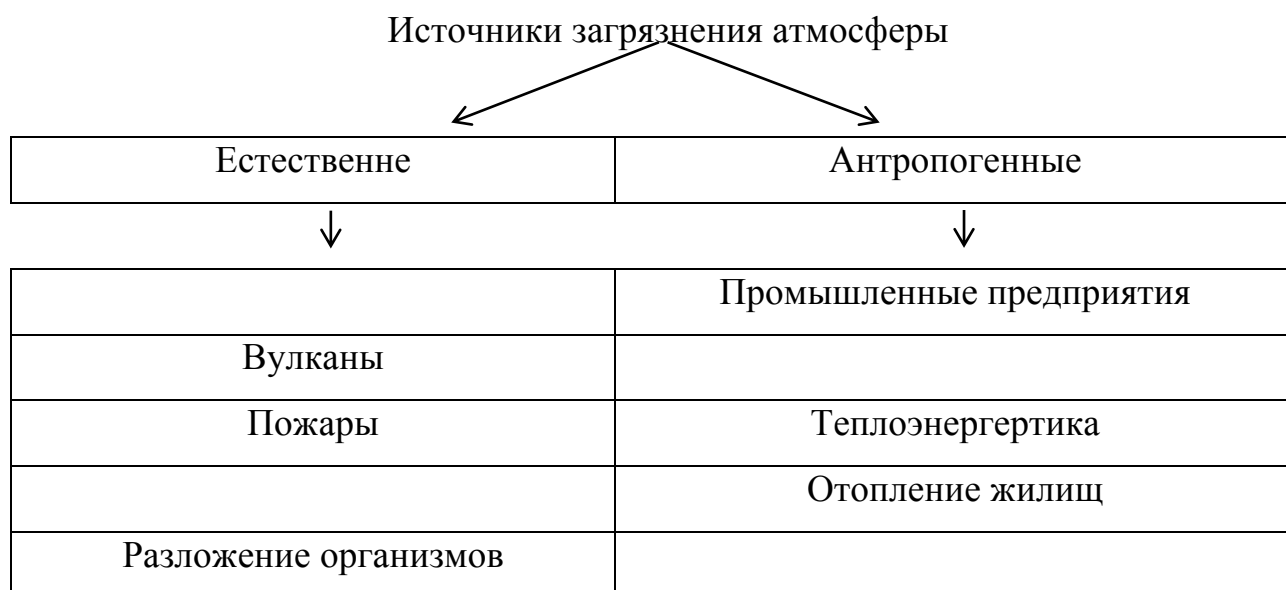 Источники загрязнения атмосферы
Естественне Антропогенные
Промышленные предприятия
Вулканы
Пожары Теплоэнергертика
Отопление жилищ
Разложение организмов